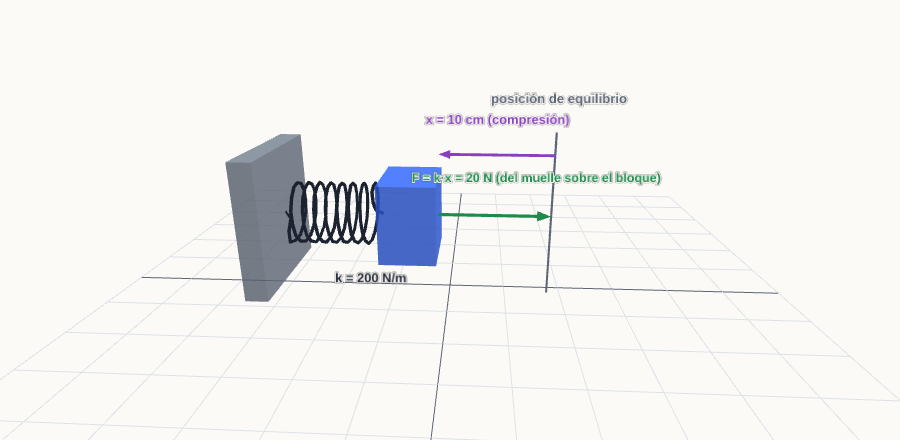 posición de equilibrio
x = 10 cm (compresión)
F = k·x = 20 N (del muelle sobre el bloque)
k = 200 N/m